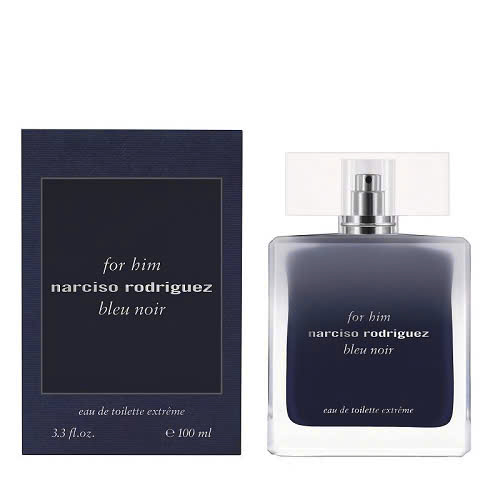 for him
narciso rodriguez
bleu noir
eau de toilette extrême
3.3 fl.oz. ℮ 100 ml
for him
narciso rodriguez
bleu noir
eau de toilette extrême